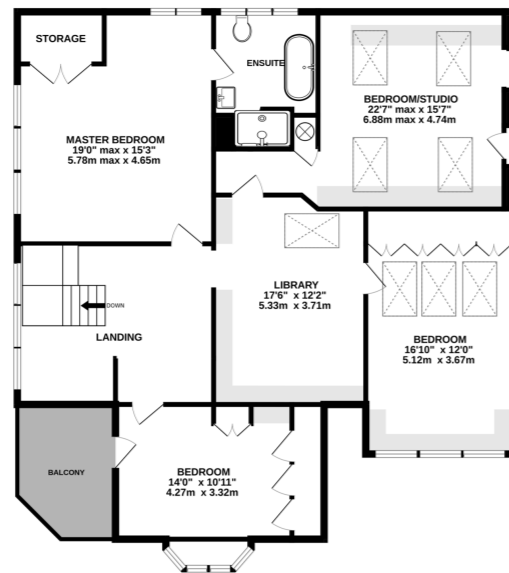 STORAGE
ENSUITE
BEDROOM/STUDIO
22'7" max x 15'7"
6.88m max x 4.74m
MASTER BEDROOM
19'0" max x 15'3"
5.78m max x 4.65m
DOWN
LANDING
LIBRARY
17'6" x 12'2"
5.33m x 3.71m
BEDROOM
16'10" x 12'0"
5.12m x 3.67m
BALCONY
BEDROOM
14'0" x 10'11"
4.27m x 3.32m